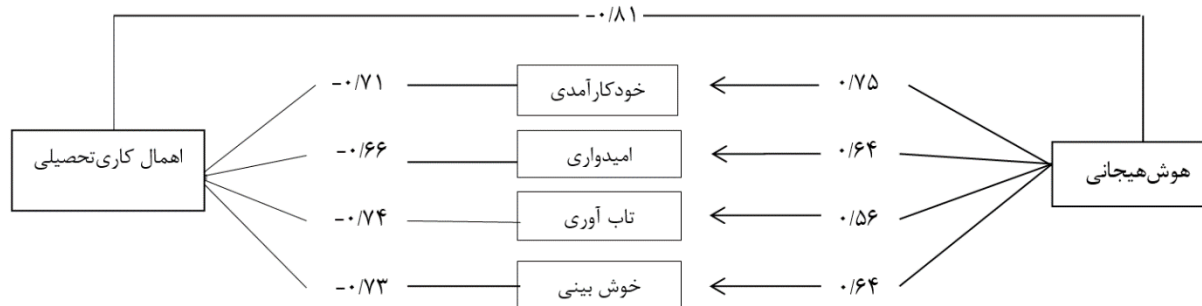 -۰/۸۱
هوش‌هیجانی
۰/۷۵
خودکارآمدی
-۰/۷۱
۰/۶۴
امیدواری
-۰/۶۶
۰/۵۶
تاب آوری
-۰/۷۴
۰/۶۴
خوش بینی
-۰/۷۳
اهمال کاری‌تحصیلی